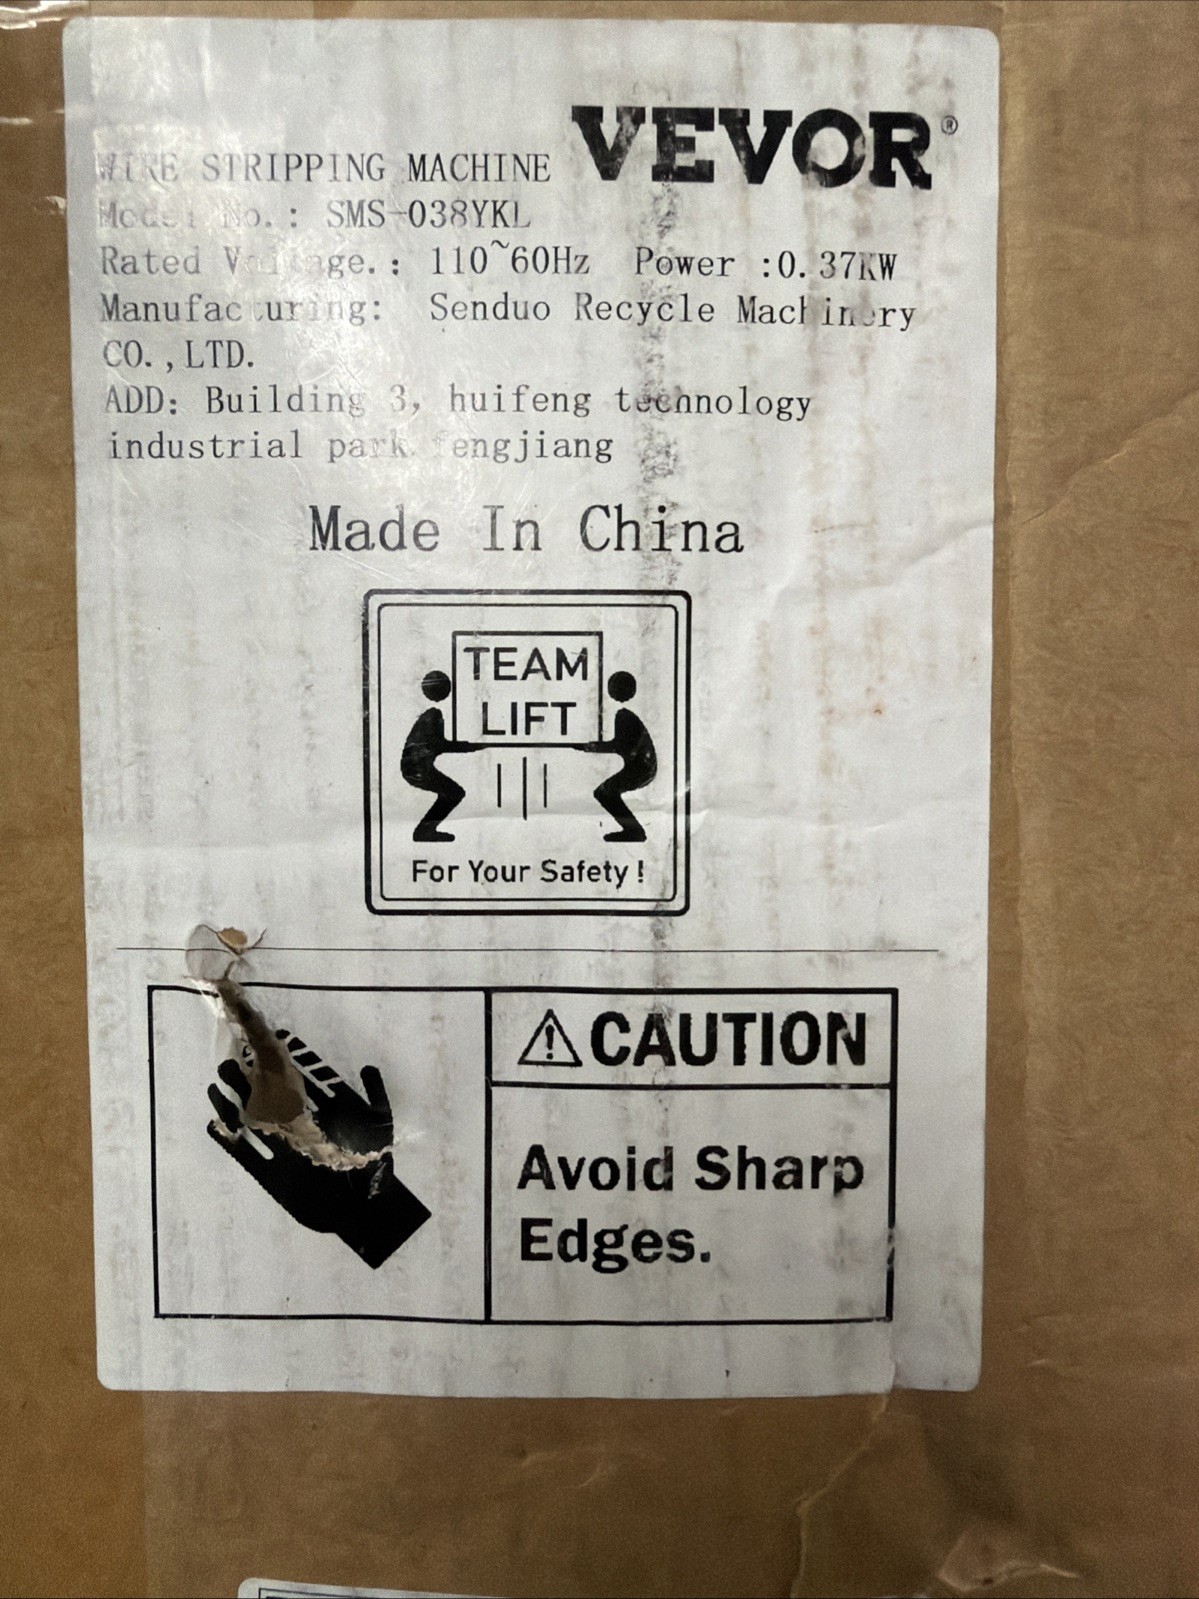 VEVOR®
WIRE STRIPPING MACHINE
Model No.: SMS-038YKL
Rated Voltage.: 110~60Hz Power :0.37KW
Manufacturing: Senduo Recycle Machinery
CO.,LTD.
ADD: Building 3, huifeng technology
industrial park fengjiang
Made In China
TEAM
LIFT
For Your Safety!
CAUTION
Avoid Sharp
Edges.